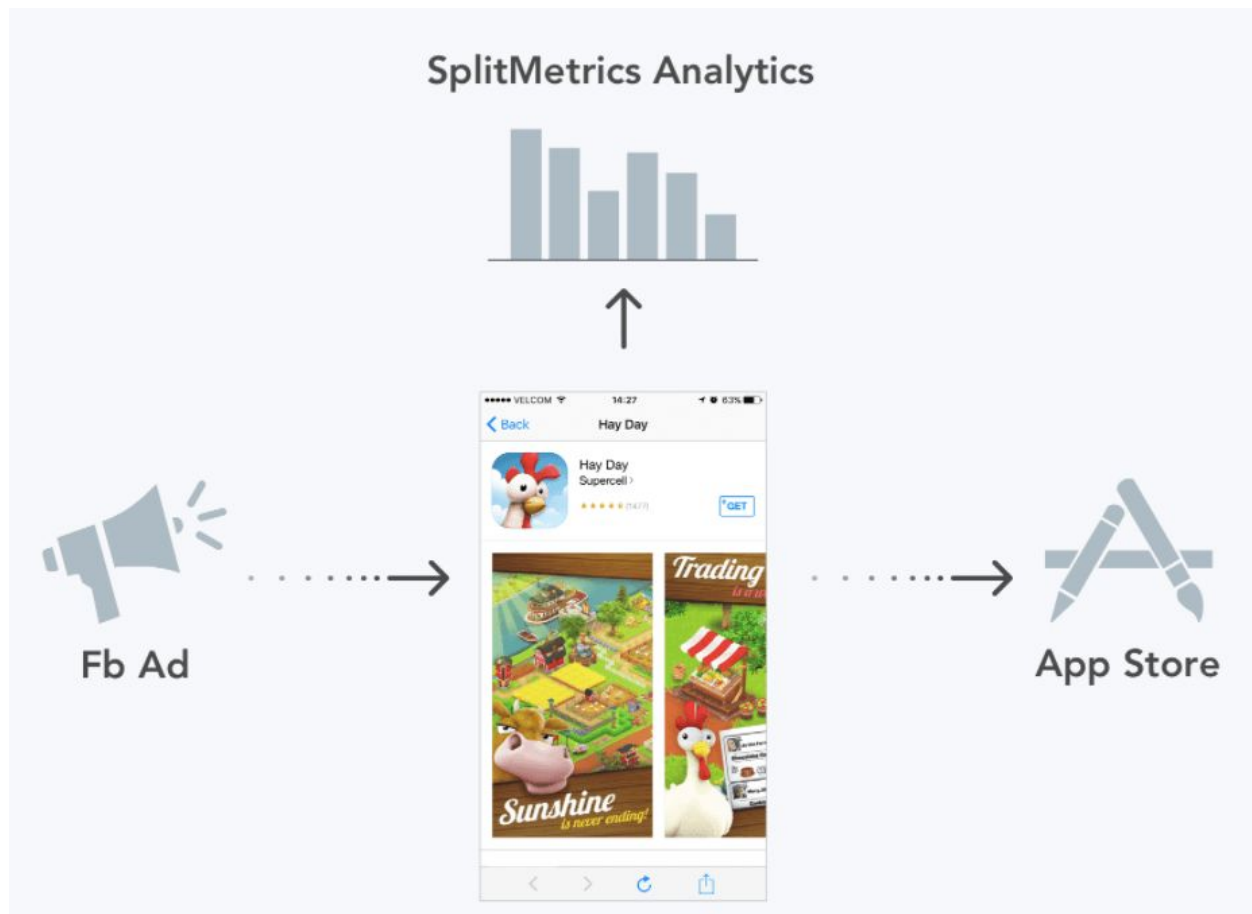 SplitMetrics Analytics
VELCOM 14:27 63%
Back Hay Day
Hay Day
Supercell
(1477)
+GET
Trading
Sunshine
is never ending!
Fb Ad
App Store